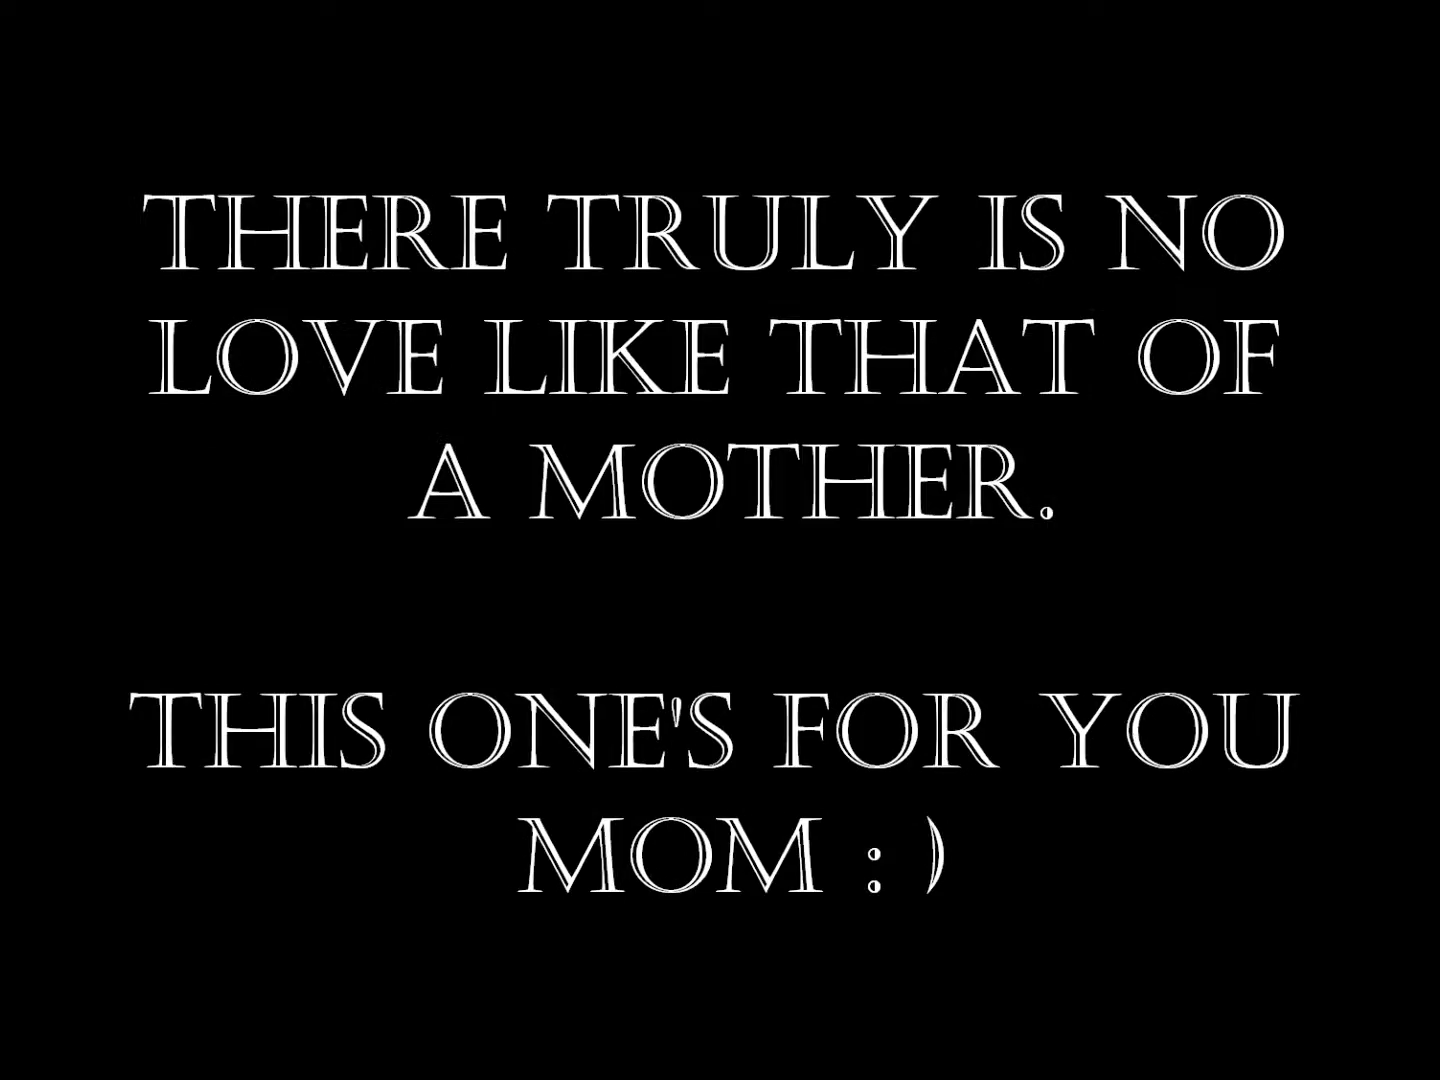 THERE TRULY IS NO
LOVE LIKE THAT OF
A MOTHER.
THIS ONE'S FOR YOU
MOM : )